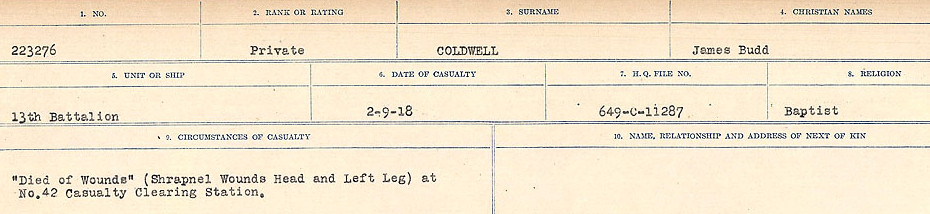 1. NO. 2. RANK OR RATING 3. SURNAME 4. CHRISTIAN NAMES
223276 Private COLDWELL James Budd
5. UNIT OR SHIP 6. DATE OF CASUALTY 7. H.Q. FILE NO. 8. RELIGION
13th Battalion 2-9-18 649-C-11287 Baptist
9. CIRCUMSTANCES OF CASUALTY 10. NAME, RELATIONSHIP AND ADDRESS OF NEXT OF KIN
"Died of Wounds" (Shrapnel Wounds Head and Left Leg) at
No.42 Casualty Clearing Station.